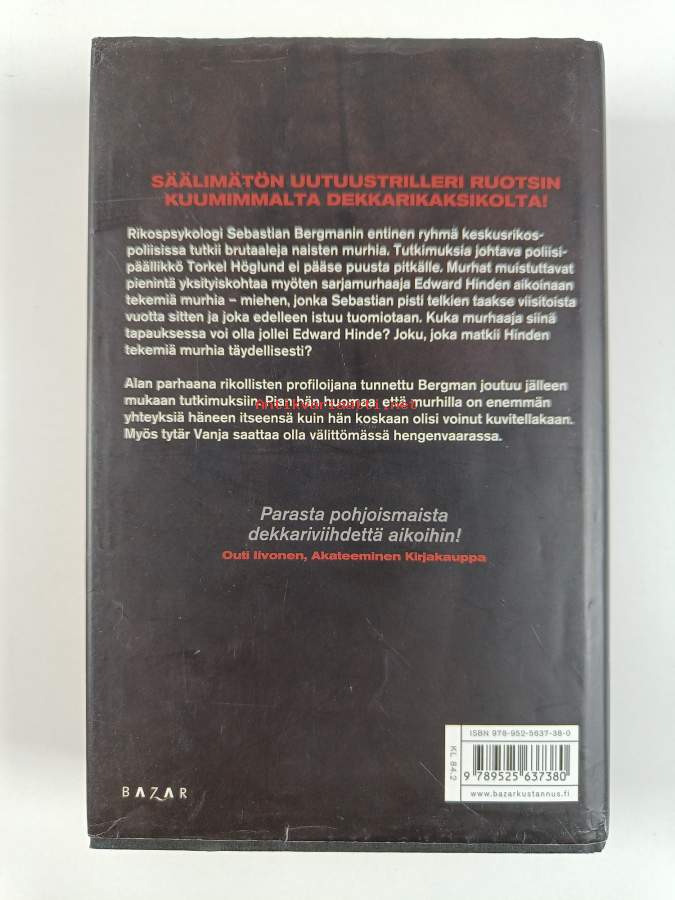 SÄÄLIMÄTÖN UUTUUSTRILLERI RUOTSIN
KUUMIMMALTA DEKKARIKAKSIKOLTA!
Rikospsykologi Sebastian Bergmanin entinen ryhmä keskusrikos-
poliisissa tutkii brutaaleja naisten murhia. Tutkimuksia johtava poliisi-
päällikkö Torkel Höglund ei pääse puusta pitkälle. Murhat muistuttavat
pienintä yksityiskohtaa myöten sarjamurhaaja Edward Hinden aikoinaan
tekemiä murhia – miehen, jonka Sebastian pisti telkien taakse viisitoista
vuotta sitten ja joka edelleen istuu tuomiotaan. Kuka murhaaja siinä
tapauksessa voi olla jollei Edward Hinde? Joku, joka matkii Hinden
tekemiä murhia täydellisesti?
Alan parhaana rikollisten profiloijana tunnettu Bergman joutuu jälleen
mukaan tutkimuksiin. Pian hän huomaa, että murhilla on enemmän
antikvariaatti.net
yhteyksiä häneen itseensä kuin hän koskaan olisi voinut kuvitellakaan.
Myös tytär Vanja saattaa olla välittömässä hengenvaarassa.
Parasta pohjoismaista
dekkariviihdettä aikoihin!
Outi Iivonen, Akateeminen Kirjakauppa
ISBN 978-952-5637-38-0
KL 84.2
9 789525 637380
www.bazarkustannus.fi
BAZAR